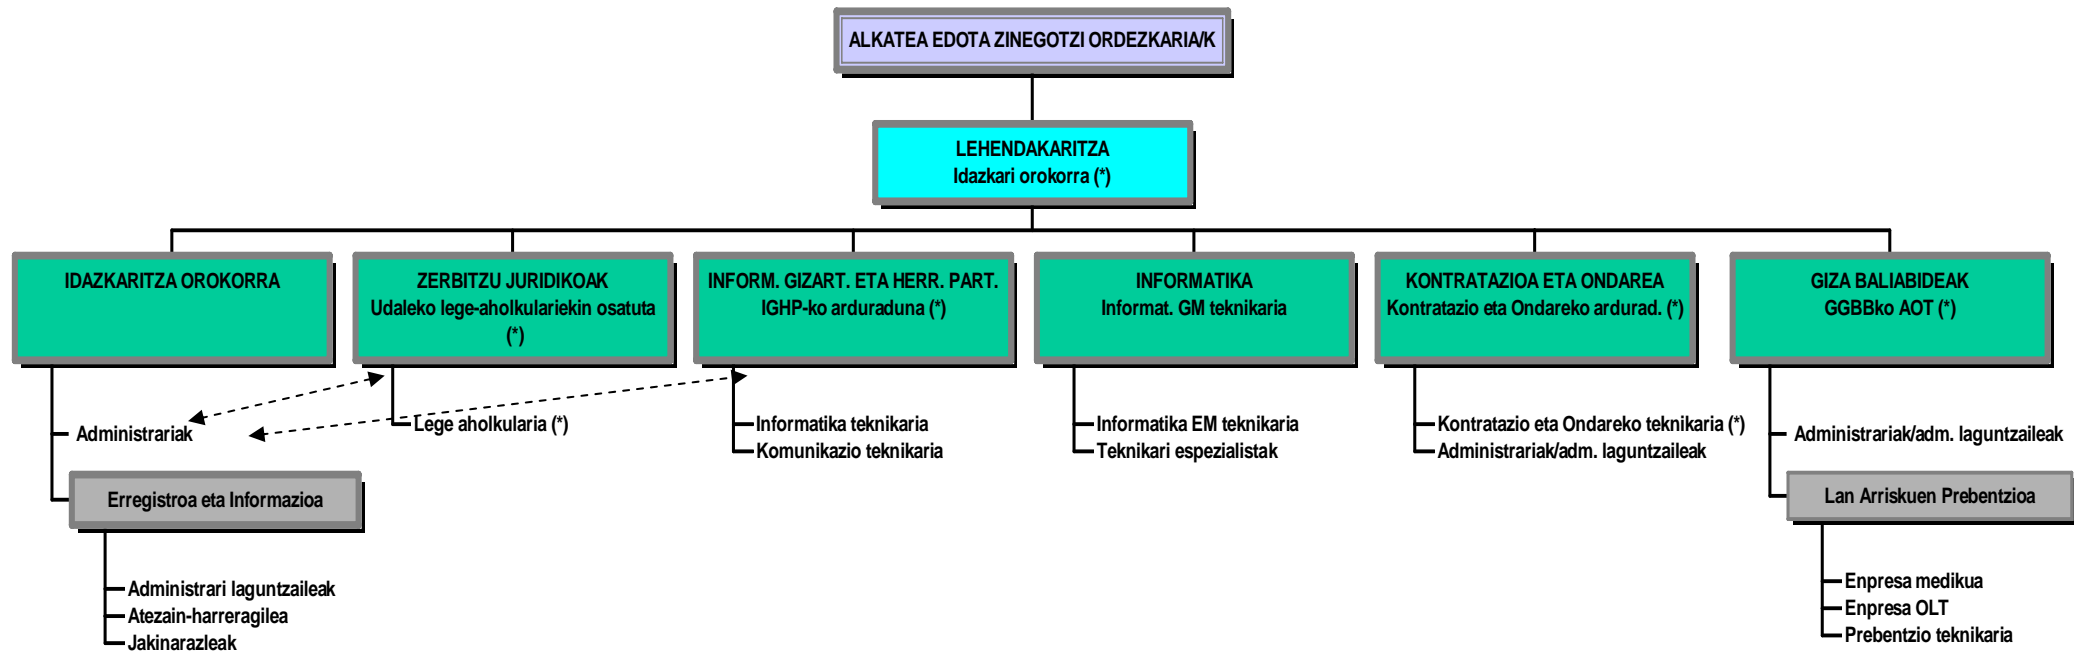 ALKATEA EDOTA ZINEGOTZI ORDEZKARIA/K
LEHENDAKARITZA
Idazkari orokorra (*)
IDAZKARITZA OROKORRA
ZERBITZU JURIDIKOAK
Udaleko lege-aholkulariekin osatuta
(*)
INFORM. GIZART. ETA HERR. PART.
IGHP-ko arduraduna (*)
INFORMATIKA
Informat. GM teknikaria
KONTRATAZIOA ETA ONDAREA
Kontratazio eta Ondareko ardurad. (*)
GIZA BALIABIDEAK
GGBBko AOT (*)
Administrariak
Erregistroa eta Informazioa
Administrari laguntzaileak
Atezain-harreragilea
Jakinarazleak
Lege aholkularia (*)
Informatika teknikaria
Komunikazio teknikaria
Informatika EM teknikaria
Teknikari espezialistak
Kontratazio eta Ondareko teknikaria (*)
Administrariak/adm. laguntzaileak
Administrariak/adm. laguntzaileak
Lan Arriskuen Prebentzioa
Enpresa medikua
Enpresa OLT
Prebentzio teknikaria